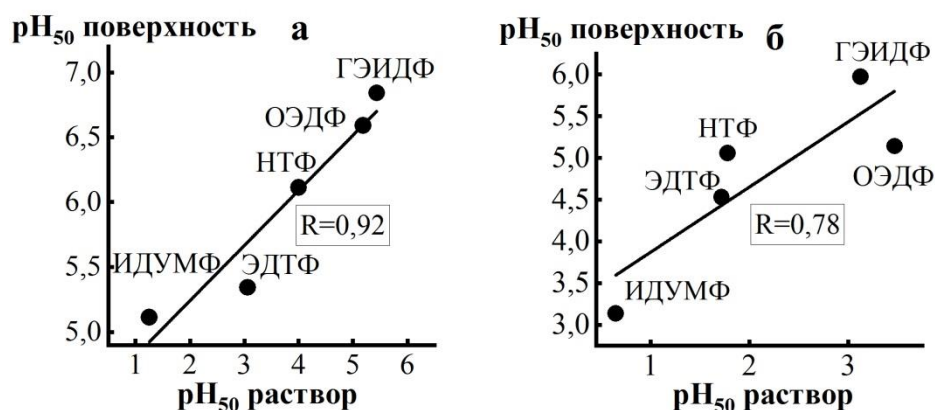 pH50 поверхность а
7,0
6,5
6,0
5,5
5,0
ГЭИДФ
ОЭДФ
НТФ
R=0,92
ИДУМФ
ЭДТФ
1 2 3 4 5 6
pH50 раствор
pH50 поверхность б
6,0
5,5
5,0
4,5
4,0
3,5
3,0
ГЭИДФ
НТФ
ЭДТФ
ОЭДФ
R=0,78
ИДУМФ
1 2 3
pH50 раствор